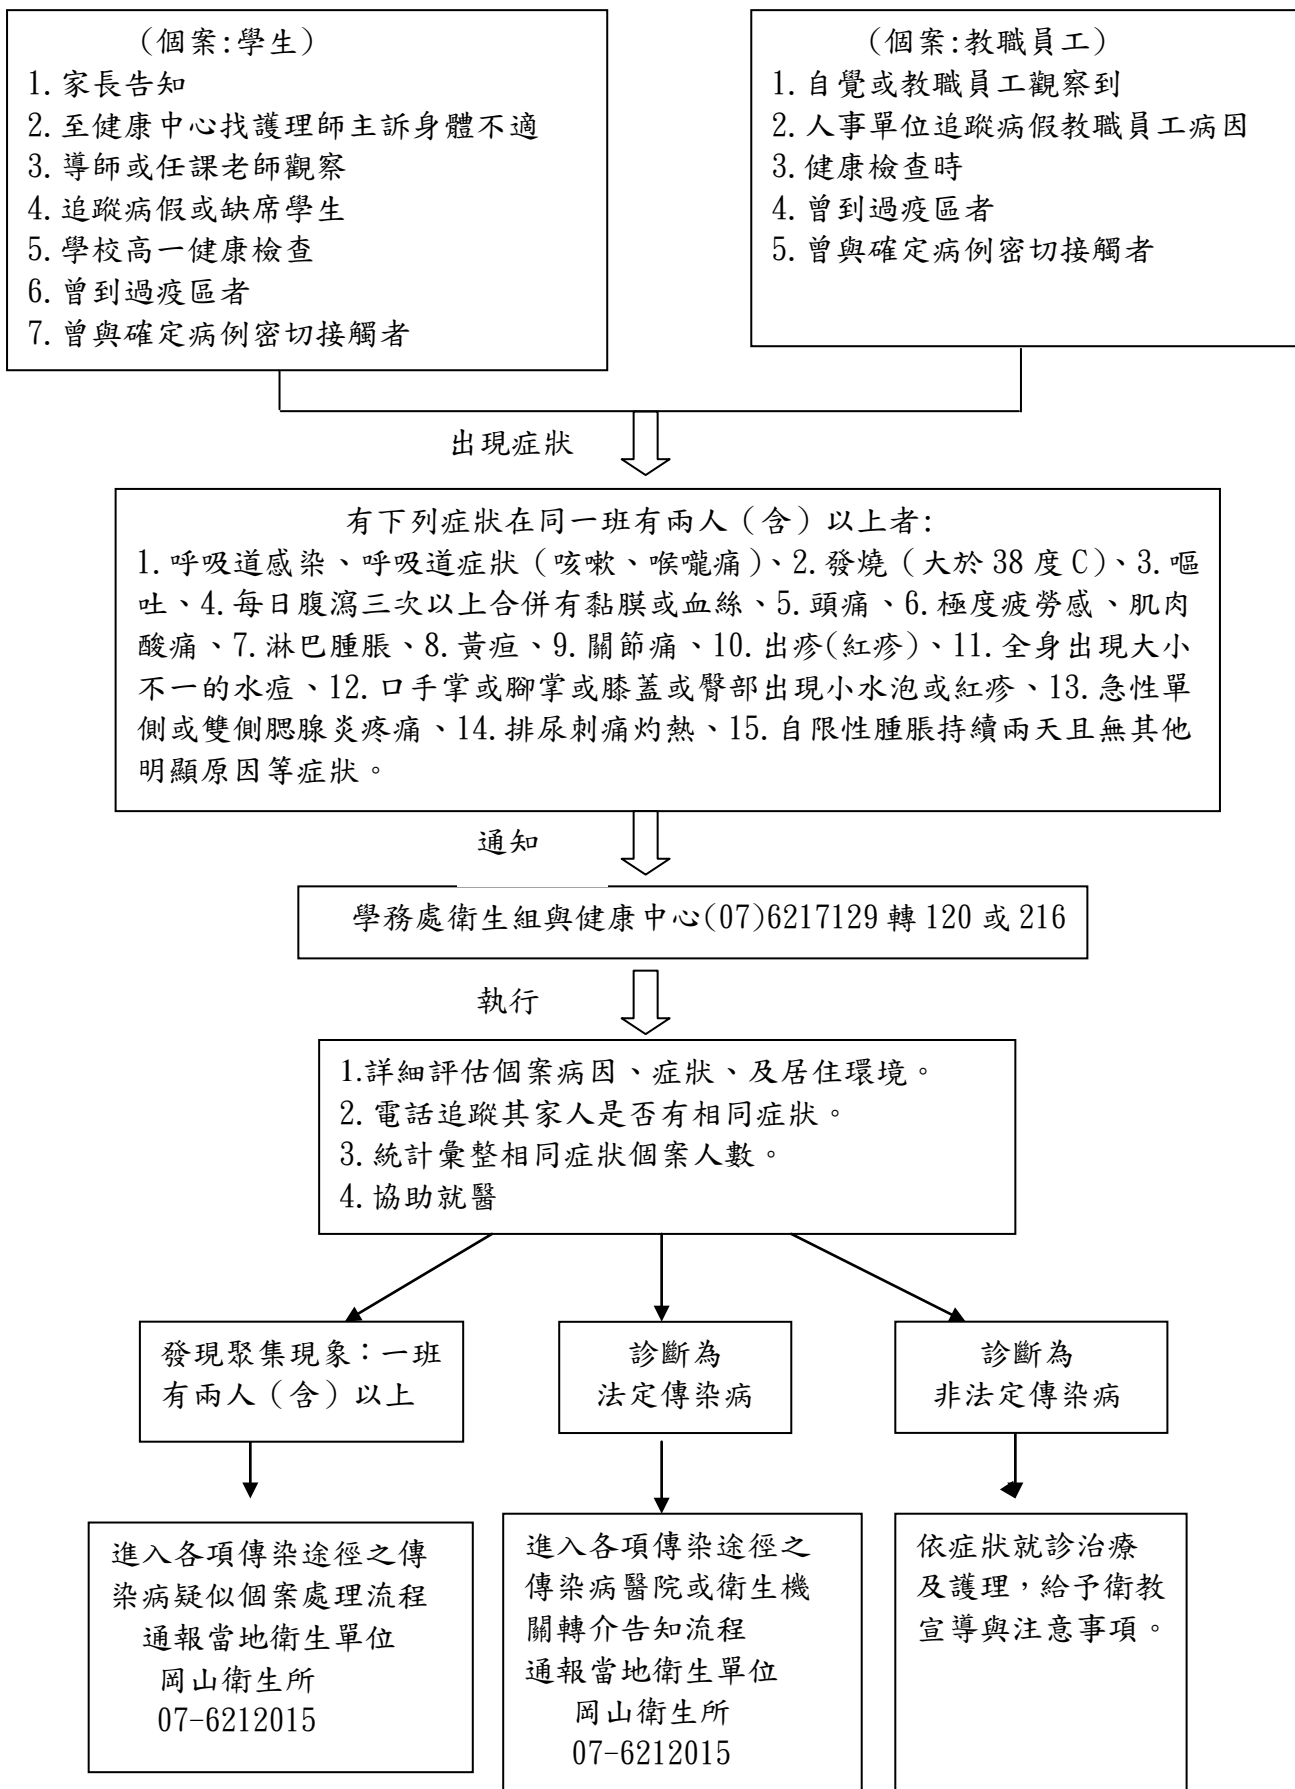 (個案:學生)
1.家長告知
2.至健康中心找護理師主訴身體不適
3.導師或任課老師觀察
4.追蹤病假或缺席學生
5.學校高一健康檢查
6.曾到過疫區者
7.曾與確定病例密切接觸者
(個案:教職員工)
1.自覺或教職員工觀察到
2.人事單位追蹤病假教職員工病因
3.健康檢查時
4.曾到過疫區者
5.曾與確定病例密切接觸者
出現症狀
有下列症狀在同一班有兩人(含)以上者:
1.呼吸道感染、呼吸道症狀(咳嗽、喉嚨痛)、2.發燒(大於38度C)、3.嘔
吐、4.每日腹瀉三次以上合併有黏膜或血絲、5.頭痛、6.極度疲勞感、肌肉
酸痛、7.淋巴腫脹、8.黃疸、9.關節痛、10.出疹(紅疹)、11.全身出現大小
不一的水痘、12.口手掌或腳掌或膝蓋或臀部出現小水泡或紅疹、13.急性單
側或雙側腮腺炎疼痛、14.排尿刺痛灼熱、15.自限性腫脹持續兩天且無其他
明顯原因等症狀。
通知
學務處衛生組與健康中心(07)6217129轉120或216
執行
1.詳細評估個案病因、症狀、及居住環境。
2.電話追蹤其家人是否有相同症狀。
3.統計彙整相同症狀個案人數。
4.協助就醫
發現聚集現象：一班
有兩人(含)以上
診斷為
法定傳染病
診斷為
非法定傳染病
進入各項傳染途徑之傳
染病疑似個案處理流程
通報當地衛生單位
岡山衛生所
07-6212015
進入各項傳染途徑之
傳染病醫院或衛生機
關轉介告知流程
通報當地衛生單位
岡山衛生所
07-6212015
依症狀就診治療
及護理，給予衛教
宣導與注意事項。